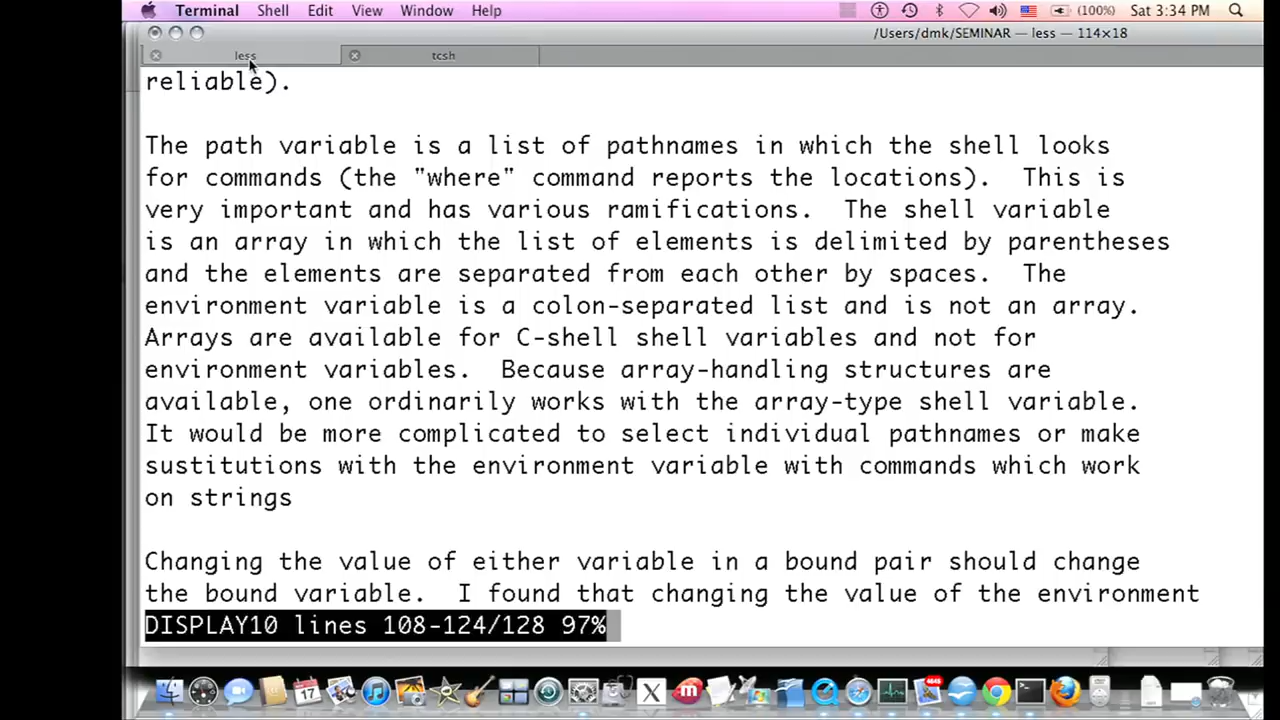 Terminal Shell Edit View Window Help (100%) Sat 3:34 PM
/Users/dmk/SEMINAR — less — 114×18
less tcsh
reliable).
The path variable is a list of pathnames in which the shell looks
for commands (the "where" command reports the locations). This is
very important and has various ramifications. The shell variable
is an array in which the list of elements is delimited by parentheses
and the elements are separated from each other by spaces. The
environment variable is a colon-separated list and is not an array.
Arrays are available for C-shell shell variables and not for
environment variables. Because array-handling structures are
available, one ordinarily works with the array-type shell variable.
It would be more complicated to select individual pathnames or make
sustitutions with the environment variable with commands which work
on strings
Changing the value of either variable in a bound pair should change
the bound variable. I found that changing the value of the environment
DISPLAY10 lines 108-124/128 97%
17 X m